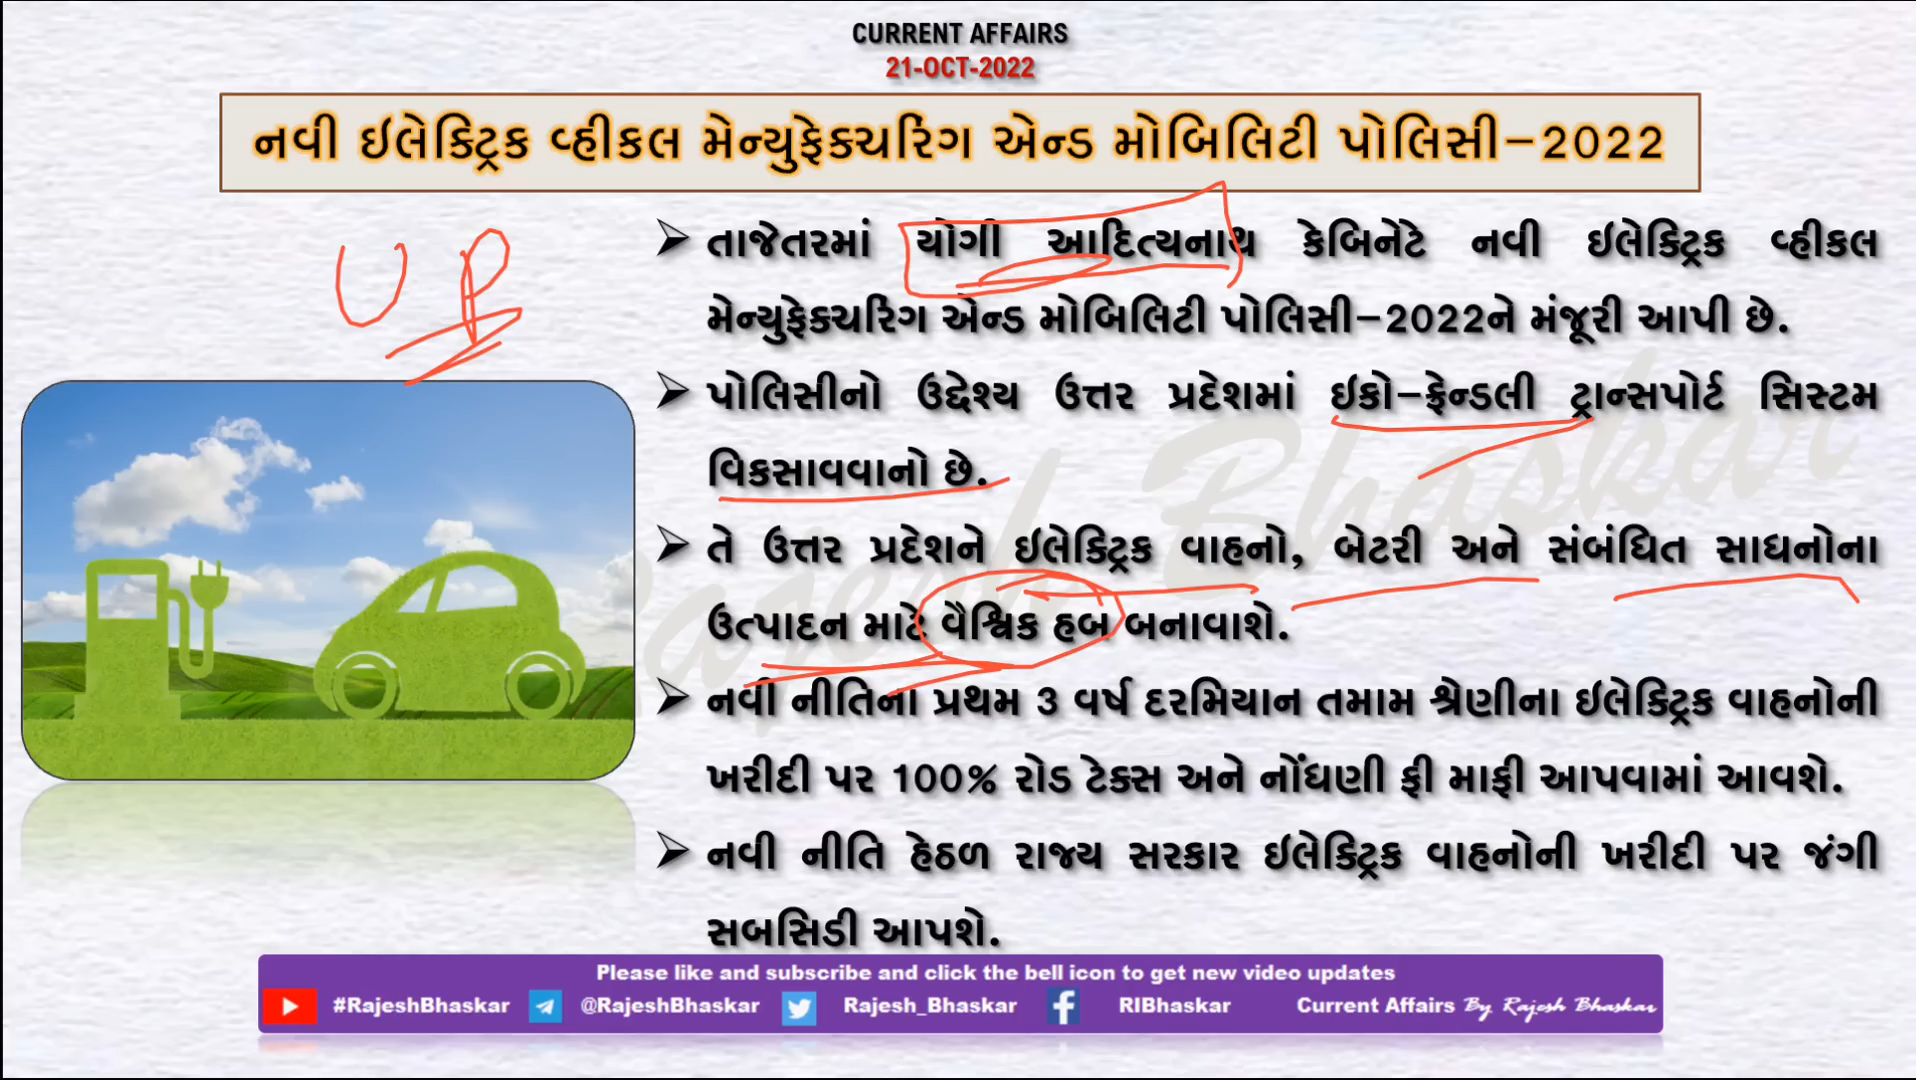 CURRENT AFFAIRS
21-OCT-2022
નવી ઈલેક્ટ્રિક વ્હીકલ મેન્યુફેક્ચરિંગ એન્ડ મોબિલિટી પોલિસી-2022
UP
તાજેતરમાં યોગી આદિત્યનાથ કેબિનેટે નવી ઈલેક્ટ્રિક વ્હીકલ
મેન્યુફેક્ચરિંગ એન્ડ મોબિલિટી પોલિસી-2022ને મંજૂરી આપી છે.
પોલિસીનો ઉદ્દેશ્ય ઉત્તર પ્રદેશમાં ઈકો-ફ્રેન્ડલી ટ્રાન્સપોર્ટ સિસ્ટમ
વિકસાવવાનો છે.
તે ઉત્તર પ્રદેશને ઈલેક્ટ્રિક વાહનો, બેટરી અને સંબંધિત સાધનોના
ઉત્પાદન માટે વૈશ્વિક હબ બનાવાશે.
નવી નીતિના પ્રથમ 3 વર્ષ દરમિયાન તમામ શ્રેણીના ઈલેક્ટ્રિક વાહનોની
ખરીદી પર 100% રોડ ટેક્સ અને નોંધણી ફી માફી આપવામાં આવશે.
નવી નીતિ હેઠળ રાજ્ય સરકાર ઈલેક્ટ્રિક વાહનોની ખરીદી પર જંગી
સબસિડી આપશે.
Rajesh Bhaskar
Please like and subscribe and click the bell icon to get new video updates
#RajeshBhaskar @RajeshBhaskar Rajesh_Bhaskar RIBhaskar Current Affairs By Rajesh Bhaskar